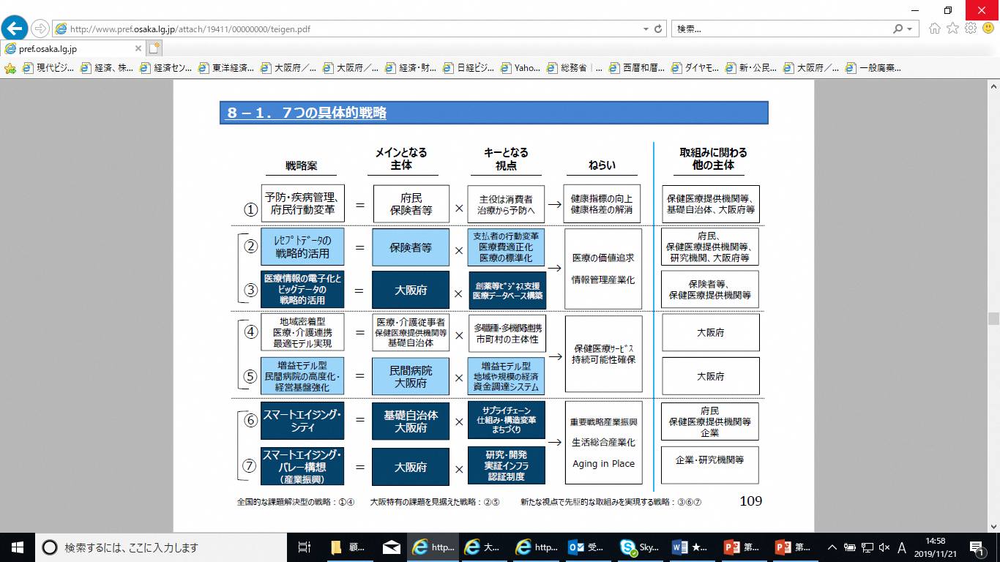 http://www.pref.osaka.lg.jp/attach/19411/00000000/teigen.pdf
検索...
pref.osaka.lg.jp
現代ビジ... 経済、株... 経済セン... 東洋経済... 大阪府／... 大阪府／... 経済・財... 日経ビジ... Yaho... 総務省｜... 西暦和暦... ダイヤモ... 新・公民... 大阪府／... 一般廃棄...
８－１．７つの具体的戦略
戦略案
メインとなる
主体
キーとなる
視点
ねらい
取組みに関わる
他の主体
①
予防・疾病管理、
府民行動変革
＝
府民
保険者等
×
主役は消費者
治療から予防へ
→
健康指標の向上
健康格差の解消
保健医療提供機関等、
基礎自治体、大阪府等
②
ﾚｾﾌﾟﾄデータの
戦略的活用
＝
保険者等
×
支払者の行動変革
医療費適正化
医療の標準化
→
医療の価値追求
情報管理産業化
府民、
保健医療提供機関等、
研究機関、大阪府等
③
医療情報の電子化と
ビッグデータの
戦略的活用
＝
大阪府
×
創薬等ﾋﾞｼﾞﾈｽ支援
医療データベース構築
保険者等、
保健医療提供機関等
④
地域密着型
医療・介護連携
最適モデル実現
＝
医療・介護従事者
保健医療提供機関等
基礎自治体
×
多職種・多機関連携
市町村の主体性
→
保健医療ｻｰﾋﾞｽ
持続可能性確保
大阪府
⑤
増益モデル型
民間病院の高度化・
経営基盤強化
＝
民間病院
大阪府
×
増益モデル型
地域や規模の経済
資金調達システム
大阪府
⑥
スマートエイジング・
シティ
＝
基礎自治体
大阪府
×
サプライチェーン
仕組み・構造変革
まちづくり
→
重要戦略産業振興
生活総合産業化
Aging in Place
府民
保健医療提供機関等
企業
⑦
スマートエイジング・
バレー構想
（産業振興）
＝
大阪府
×
研究・開発
実証インフラ
認証制度
企業・研究機関等
全国的な課題解決型の戦略：①④ 大阪特有の課題を見据えた戦略：②⑤ 新たな視点で先駆的な取組みを実現する戦略：③⑥⑦
109
検索するには、ここに入力します
顧... http... 大... http... 受... Sky... ★... 第... 第...
A
14:58
2019/11/21
1